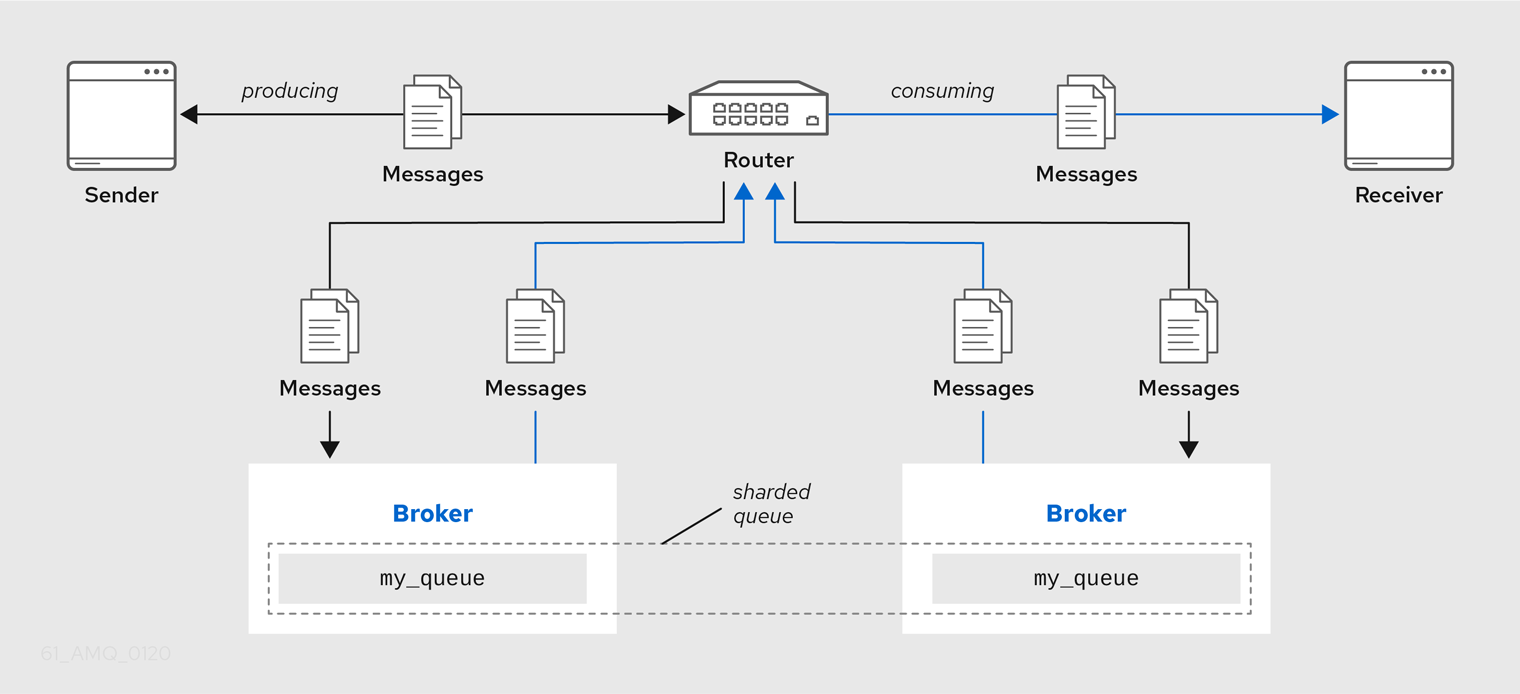 producing
consuming
Messages
Router
Messages
Sender
Receiver
Messages
Messages
Messages
Messages
sharded
queue
Broker
Broker
my_queue
my_queue
61_AMQ_0120